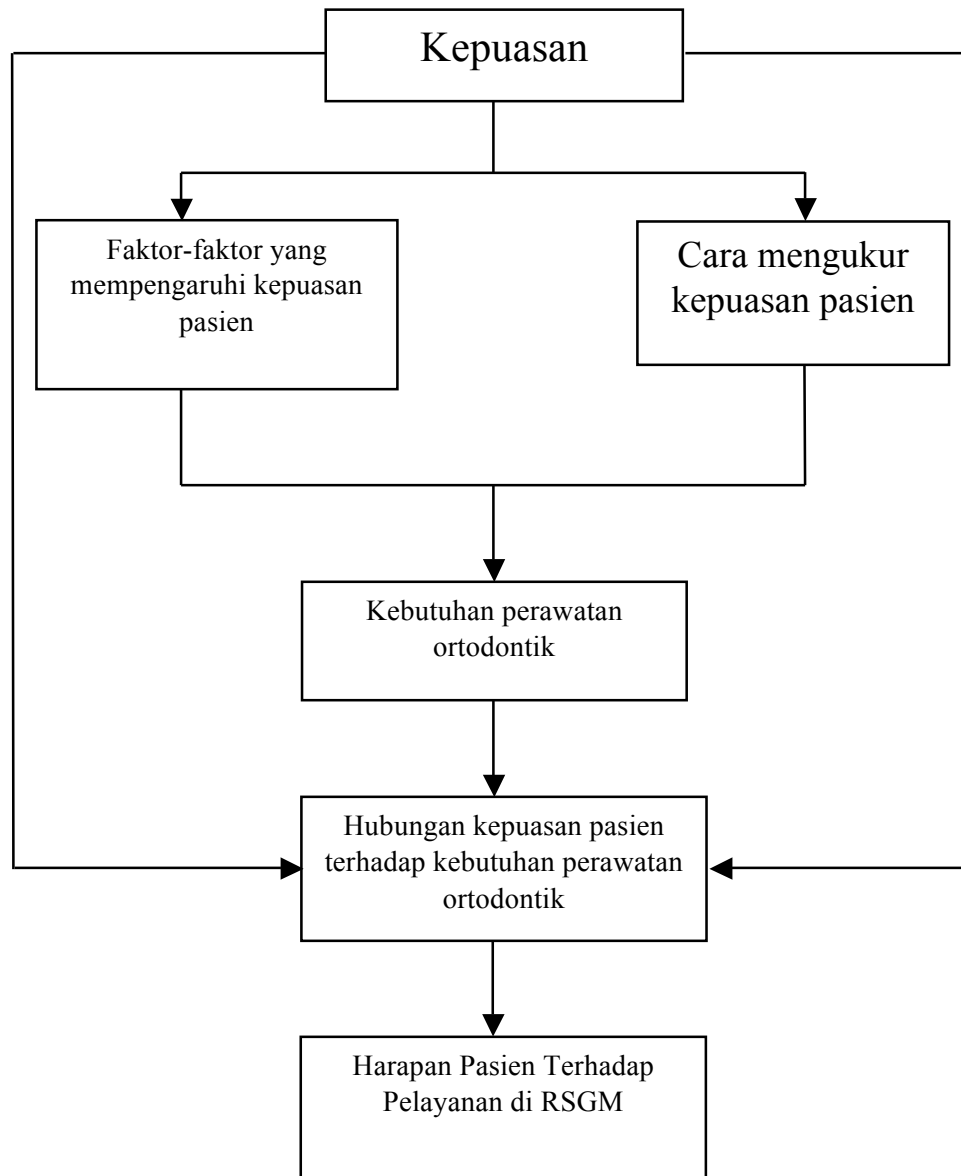 Kepuasan
Faktor-faktor yang
mempengaruhi kepuasan
pasien
Cara mengukur
kepuasan pasien
Kebutuhan perawatan
ortodontik
Hubungan kepuasan pasien
terhadap kebutuhan perawatan
ortodontik
Harapan Pasien Terhadap
Pelayanan di RSGM